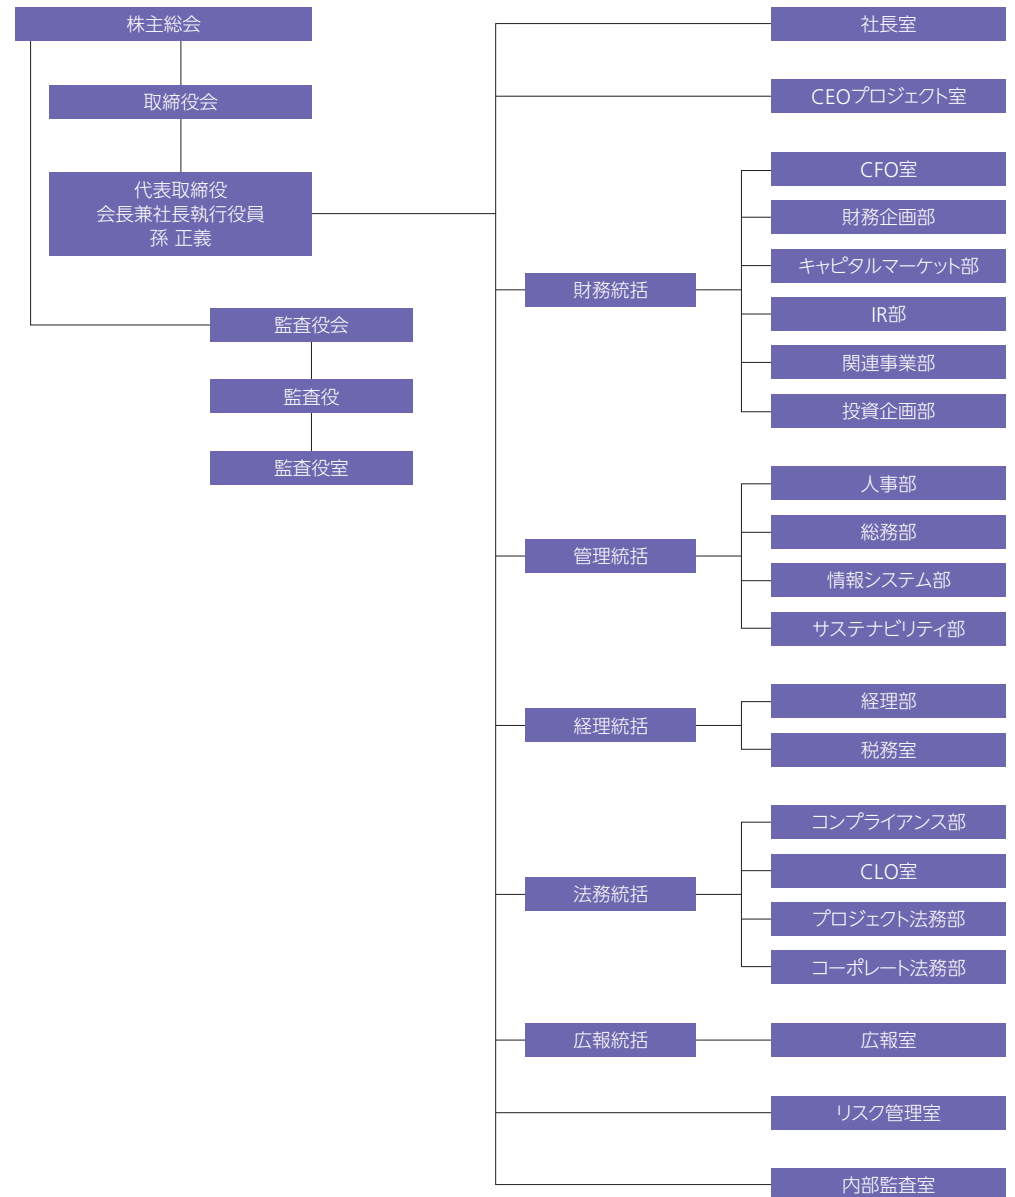 株主総会
取締役会
代表取締役
会長兼社長執行役員
孫 正義
監査役会
監査役
監査役室
社長室
CEOプロジェクト室
財務統括
CFO室
財務企画部
キャピタルマーケット部
IR部
関連事業部
投資企画部
管理統括
人事部
総務部
情報システム部
サステナビリティ部
経理統括
経理部
税務室
法務統括
コンプライアンス部
CLO室
プロジェクト法務部
コーポレート法務部
広報統括
広報室
リスク管理室
内部監査室